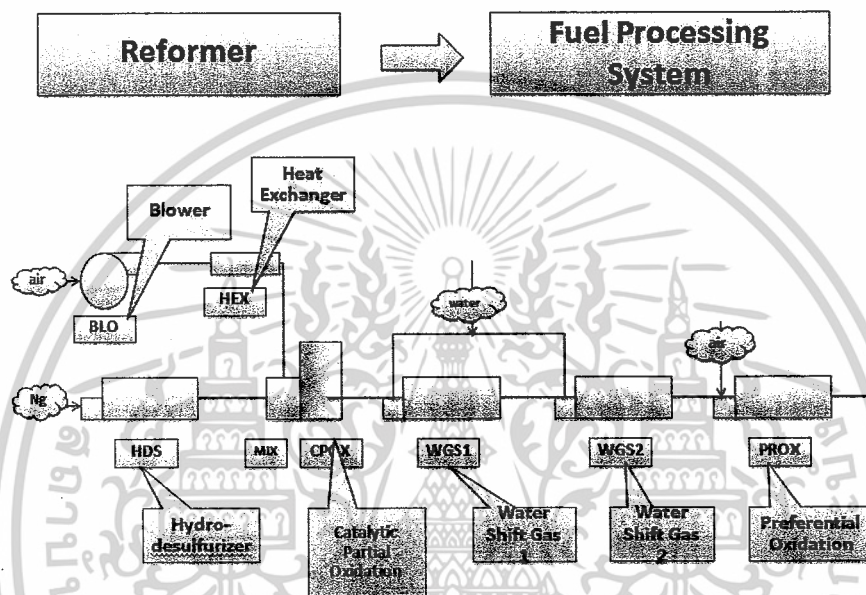 Reformer
Fuel Processing
System
Heat
Exchanger
Blower
air
HEX
BLO
water
air
Ng
HDS
MIX
CPOX
WGS1
WGS2
PROX
Hydro-
desulfurizer
Catalytic
Partial
Oxidation
Water
Shift Gas
1
Water
Shift Gas
2
Preferential
Oxidation